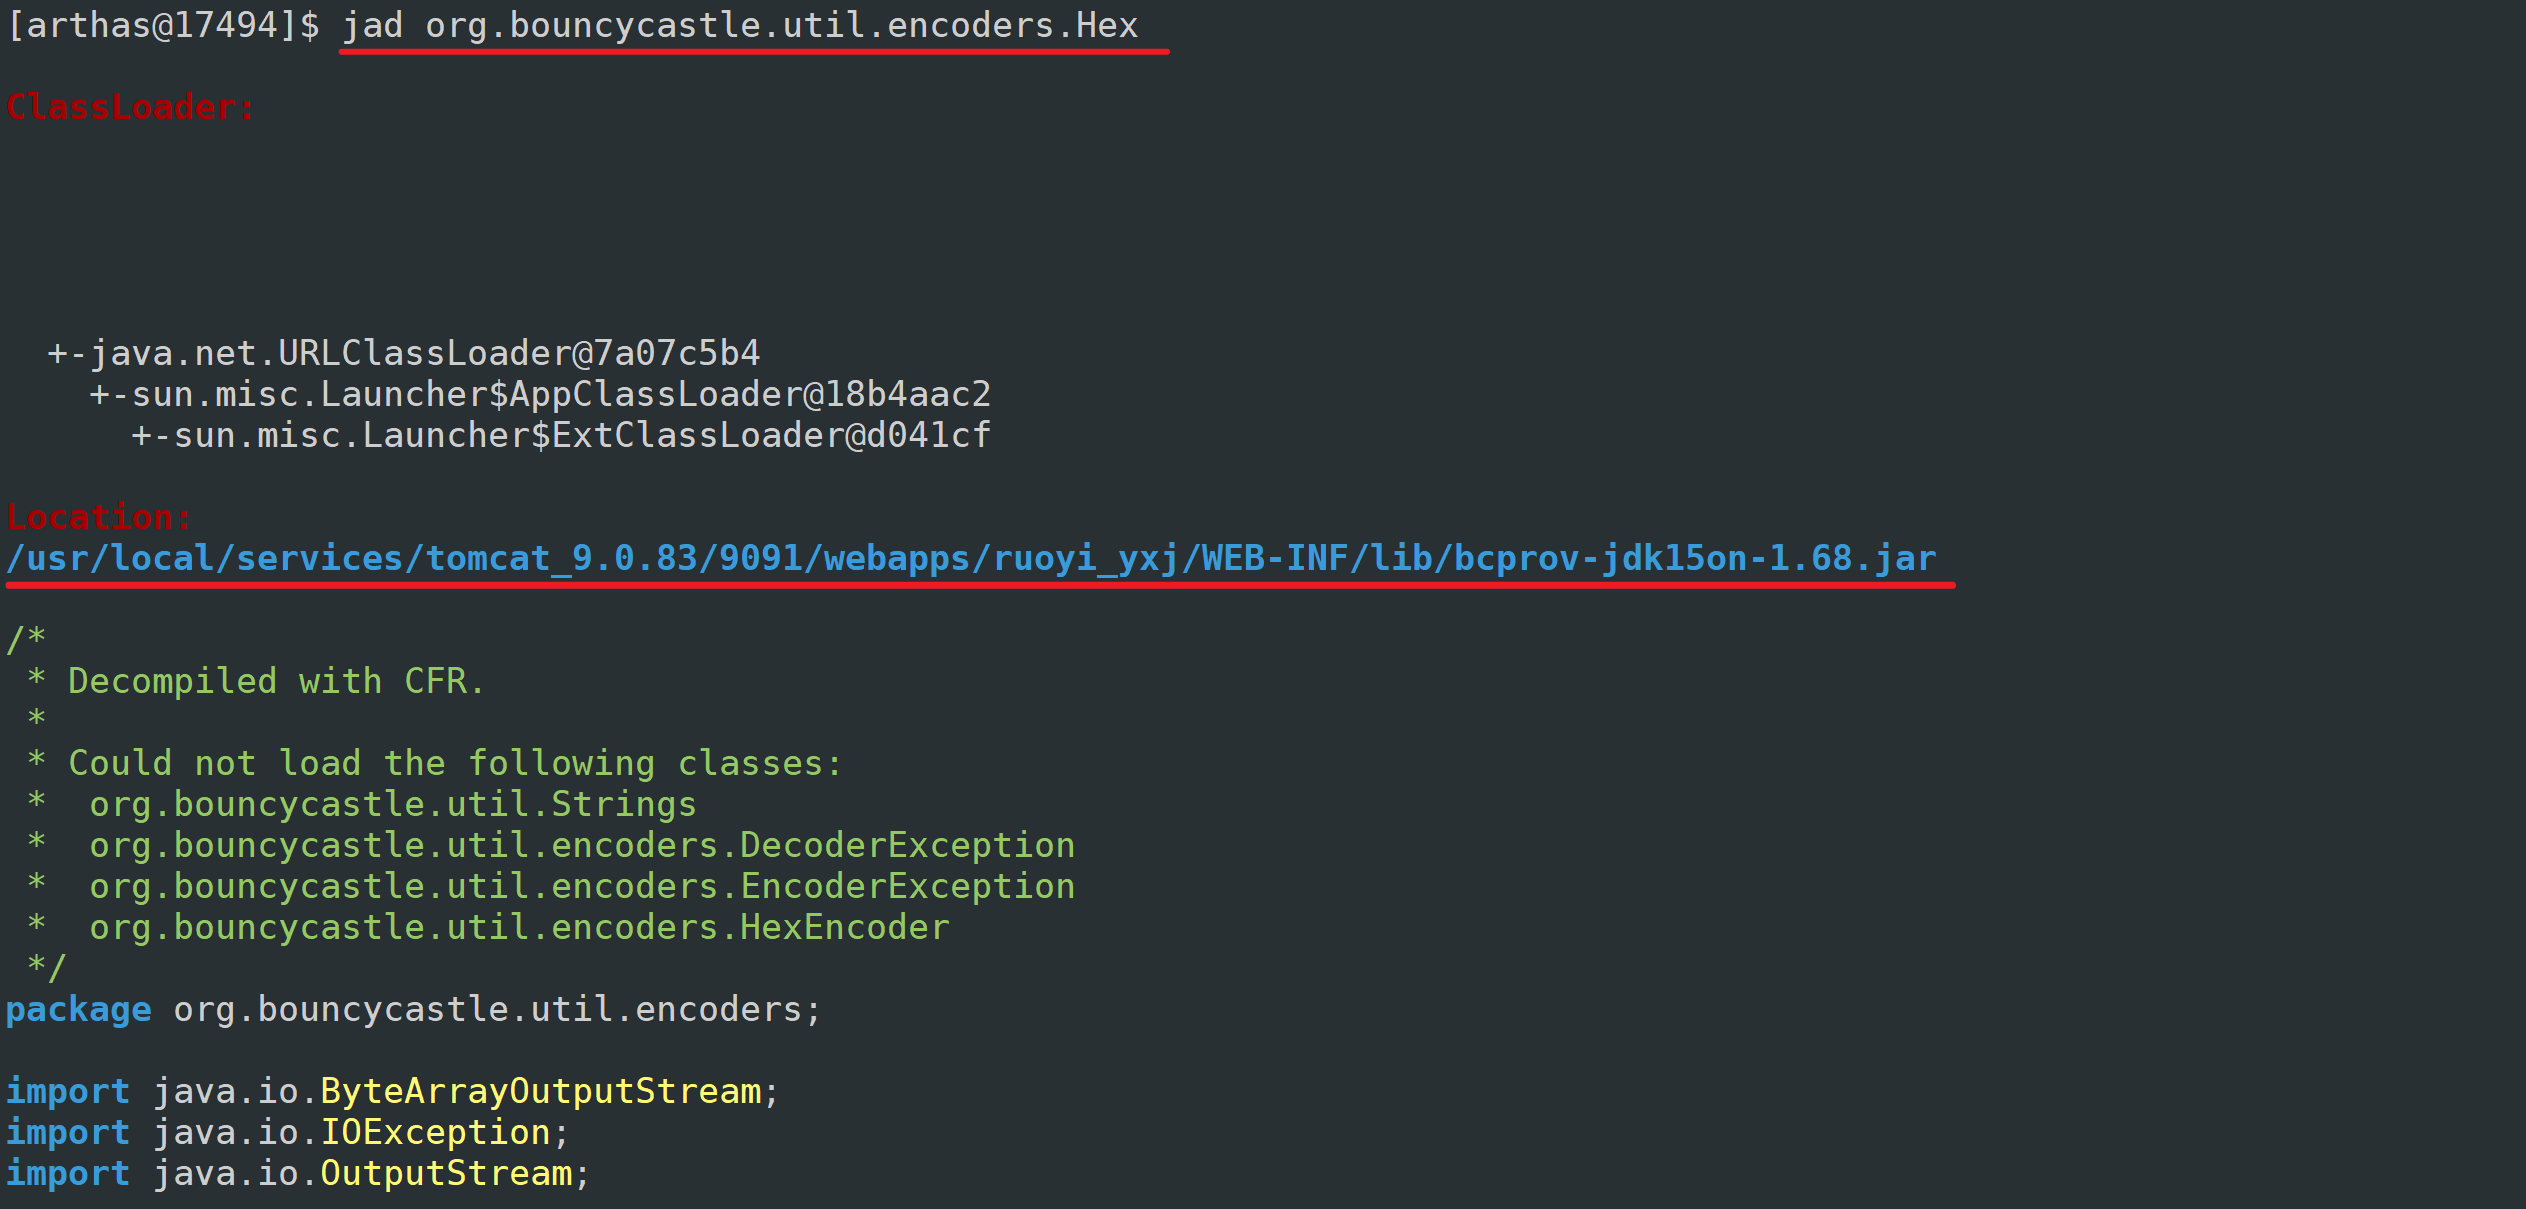 [arthas@17494]$ jad org.bouncycastle.util.encoders.Hex
ClassLoader:
+-java.net.URLClassLoader@7a07c5b4
+-sun.misc.Launcher$AppClassLoader@18b4aac2
+-sun.misc.Launcher$ExtClassLoader@d041cf
Location:
/usr/local/services/tomcat_9.0.83/9091/webapps/ruoyi_yxj/WEB-INF/lib/bcprov-jdk15on-1.68.jar
/*
* Decompiled with CFR.
*
* Could not load the following classes:
*  org.bouncycastle.util.Strings
*  org.bouncycastle.util.encoders.DecoderException
*  org.bouncycastle.util.encoders.EncoderException
*  org.bouncycastle.util.encoders.HexEncoder
*/
package org.bouncycastle.util.encoders;
import java.io.ByteArrayOutputStream;
import java.io.IOException;
import java.io.OutputStream;